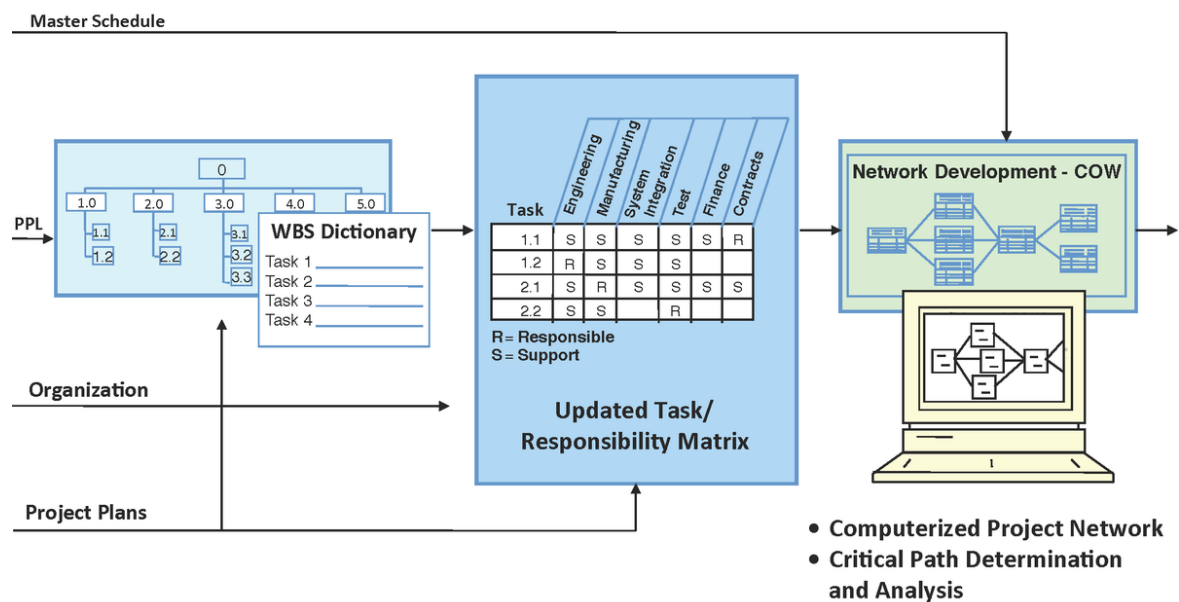 Master Schedule
PPL
0
1.0 2.0 3.0 4.0 5.0
1.1 2.1 3.1
1.2 2.2 3.2
3.3
WBS Dictionary
Task 1
Task 2
Task 3
Task 4
Organization
Project Plans
Task Engineering Manufacturing System Integration Test Finance Contracts
1.1 S S S S S R
1.2 R S S S
2.1 S R S S S S
2.2 S S R
R= Responsible
S= Support
Updated Task/
Responsibility Matrix
Network Development - COW
• Computerized Project Network
• Critical Path Determination
and Analysis